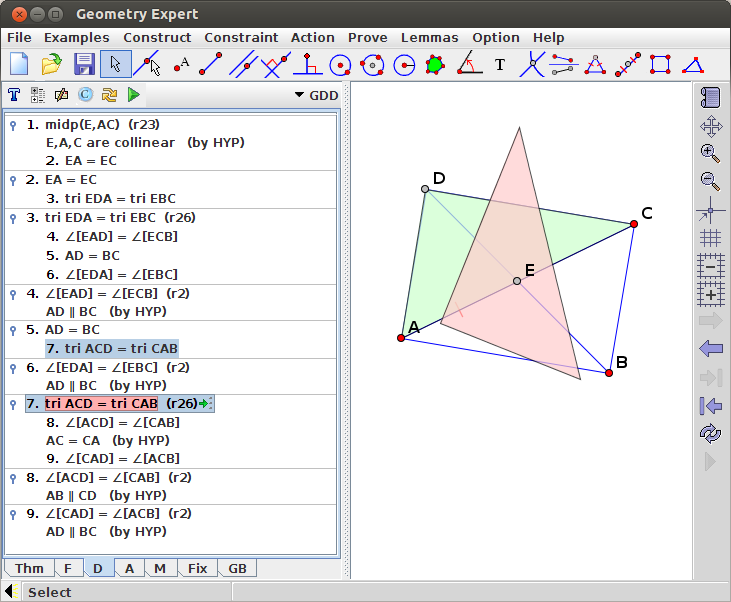 Geometry Expert
File Examples Construct Constraint Action Prove Lemmas Option Help
A T
T C GDD
1. midp(E,AC) (r23)
E,A,C are collinear (by HYP)
2. EA = EC
2. EA = EC
3. tri EDA = tri EBC
3. tri EDA = tri EBC (r26)
4. ∠[EAD] = ∠[ECB]
5. AD = BC
6. ∠[EDA] = ∠[EBC]
4. ∠[EAD] = ∠[ECB] (r2)
AD ∥ BC (by HYP)
5. AD = BC
7. tri ACD = tri CAB
6. ∠[EDA] = ∠[EBC] (r2)
AD ∥ BC (by HYP)
7. tri ACD = tri CAB (r26)
8. ∠[ACD] = ∠[CAB]
AC = CA (by HYP)
9. ∠[CAD] = ∠[ACB]
8. ∠[ACD] = ∠[CAB] (r2)
AB ∥ CD (by HYP)
9. ∠[CAD] = ∠[ACB] (r2)
AD ∥ BC (by HYP)
Thm F D A M Fix GB
Select
D
C
E
A
B